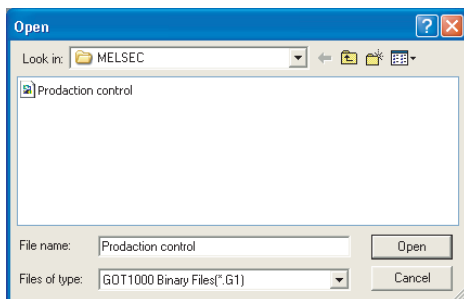 Open
Look in: MELSEC
Prodaction control
File name: Prodaction control Open
Files of type: GOT1000 Binary Files(*.G1) Cancel